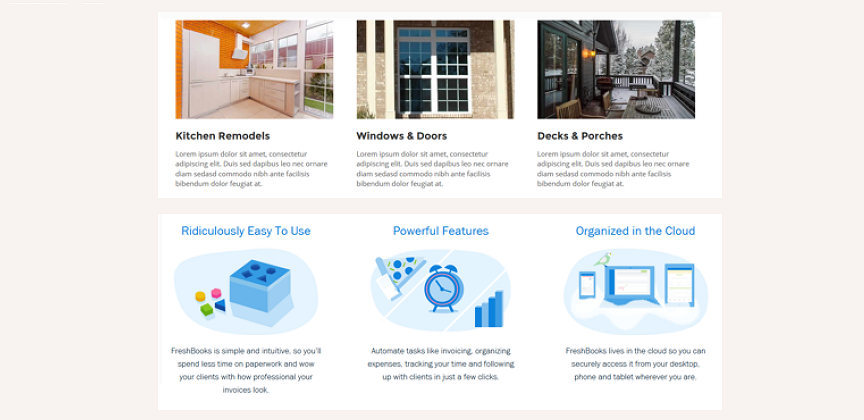 Kitchen Remodels
Lorem ipsum dolor sit amet, consectetur
adipiscing elit. Duis sed dapibus leo nec ornare
diam sedasd commodo nibh ante facilisis
bibendum dolor feugiat at.
Windows & Doors
Lorem ipsum dolor sit amet, consectetur
adipiscing elit. Duis sed dapibus leo nec ornare
diam sedasd commodo nibh ante facilisis
bibendum dolor feugiat at.
Decks & Porches
Lorem ipsum dolor sit amet, consectetur
adipiscing elit. Duis sed dapibus leo nec ornare
diam sedasd commodo nibh ante facilisis
bibendum dolor feugiat at.
Ridiculously Easy To Use
FreshBooks is simple and intuitive, so you'll
spend less time on paperwork and wow
your clients with how professional your
invoices look.
Powerful Features
Automate tasks like invoicing, organizing
expenses, tracking your time and following
up with clients in just a few clicks.
Organized in the Cloud
FreshBooks lives in the cloud so you can
securely access it from your desktop,
phone and tablet wherever you are.